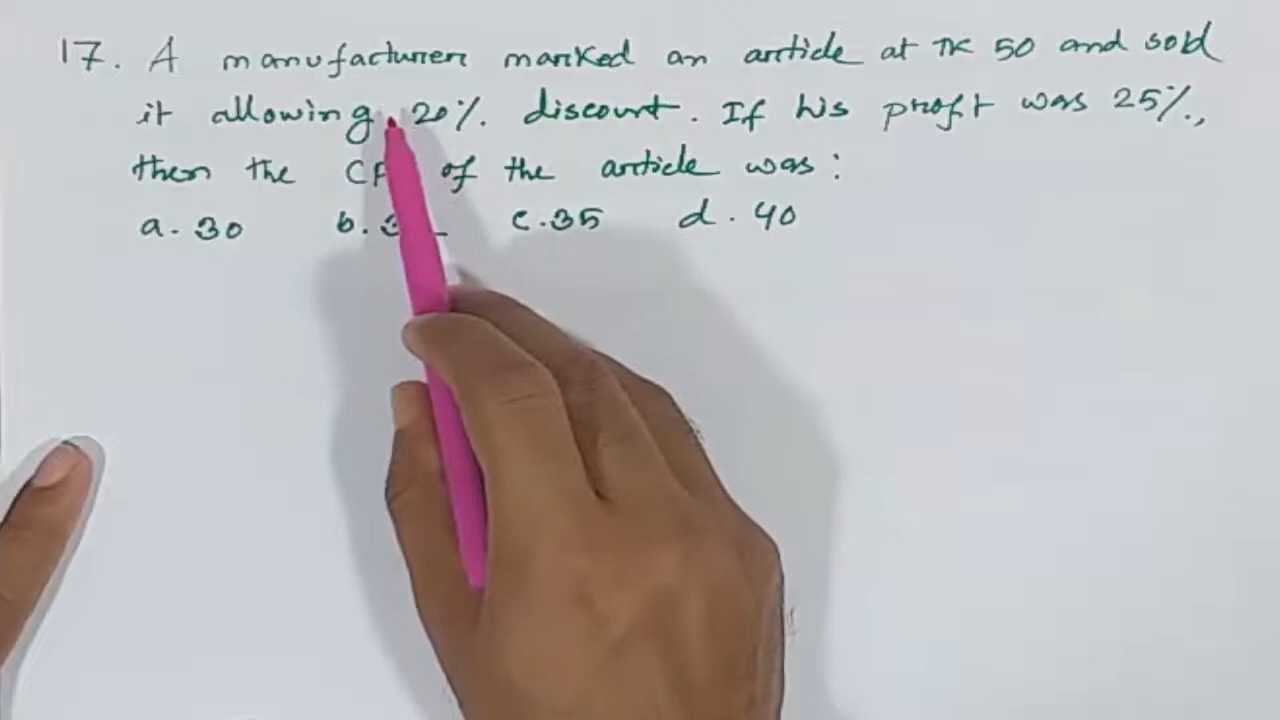 17. A manufacturer marked an article at TK 50 and sold
it allowing 20% discount. If his profit was 25%,
then the of the article was:
a. 30 b. c. 35 d. 40